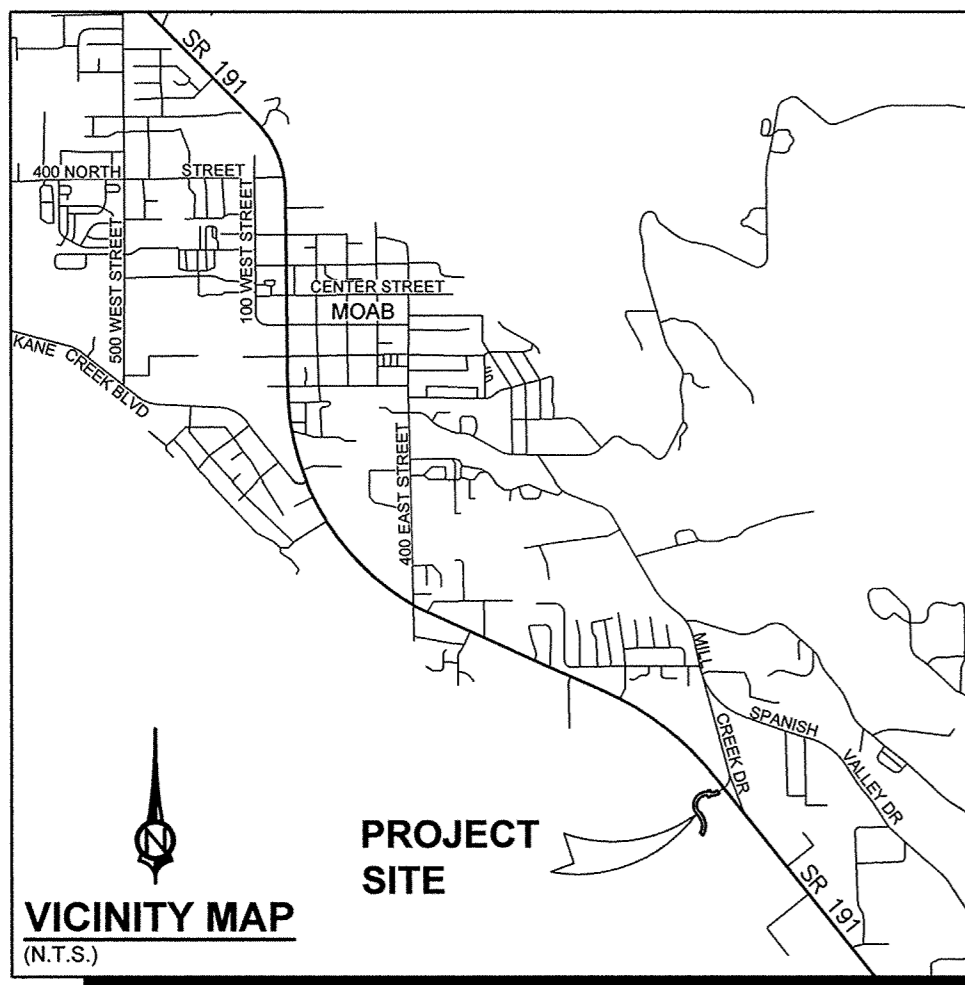 SR 191
400 NORTH STREET
500 WEST STREET
100 WEST STREET
CENTER STREET
MOAB
KANE CREEK BLVD
400 EAST STREET
MILL CREEK DR
SPANISH VALLEY DR
PROJECT
SITE
SR 191
N
VICINITY MAP
(N.T.S.)